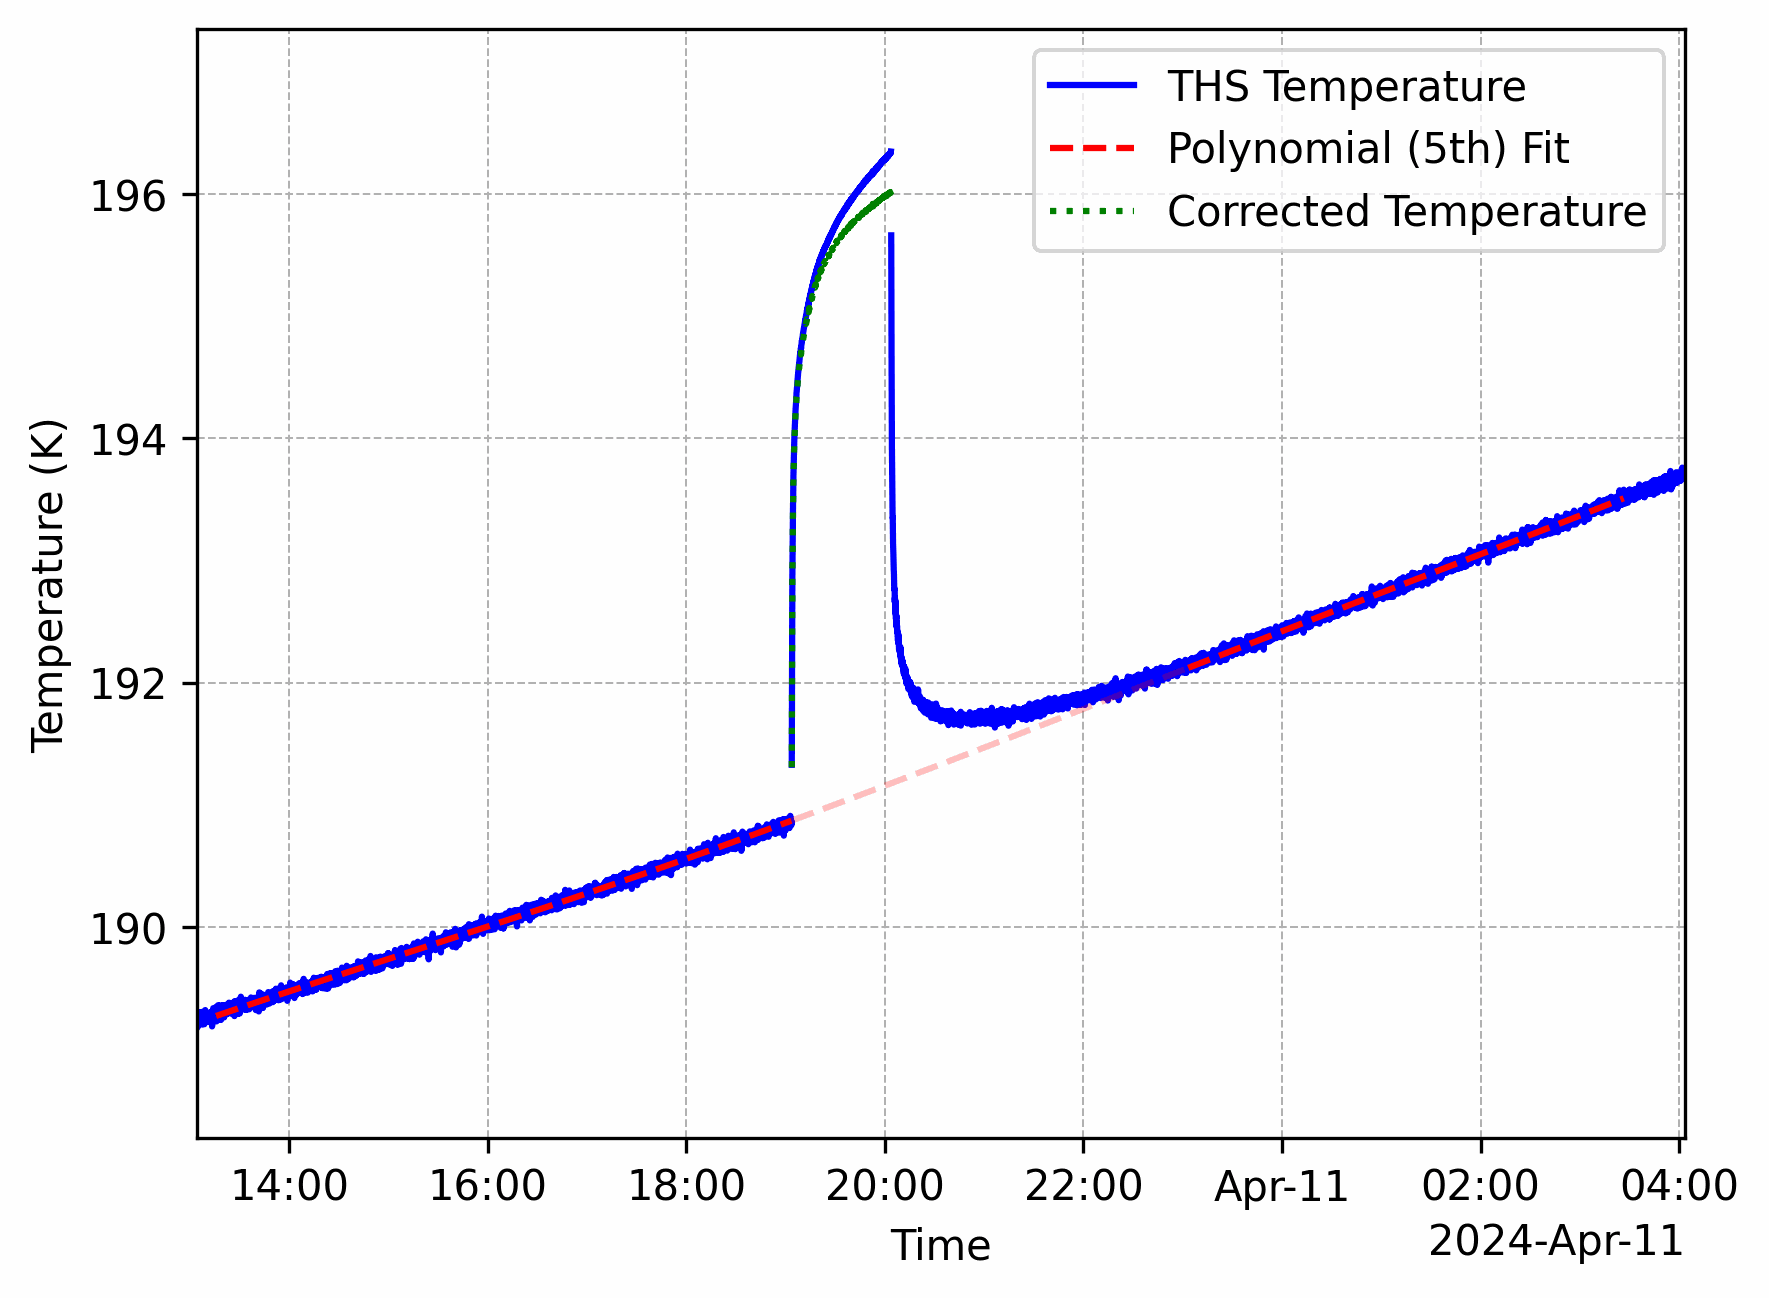 THS Temperature
Polynomial (5th) Fit
Corrected Temperature
196
194
192
190
Temperature (K)
14:00 16:00 18:00 20:00 22:00 Apr-11 02:00 04:00
Time
2024-Apr-11